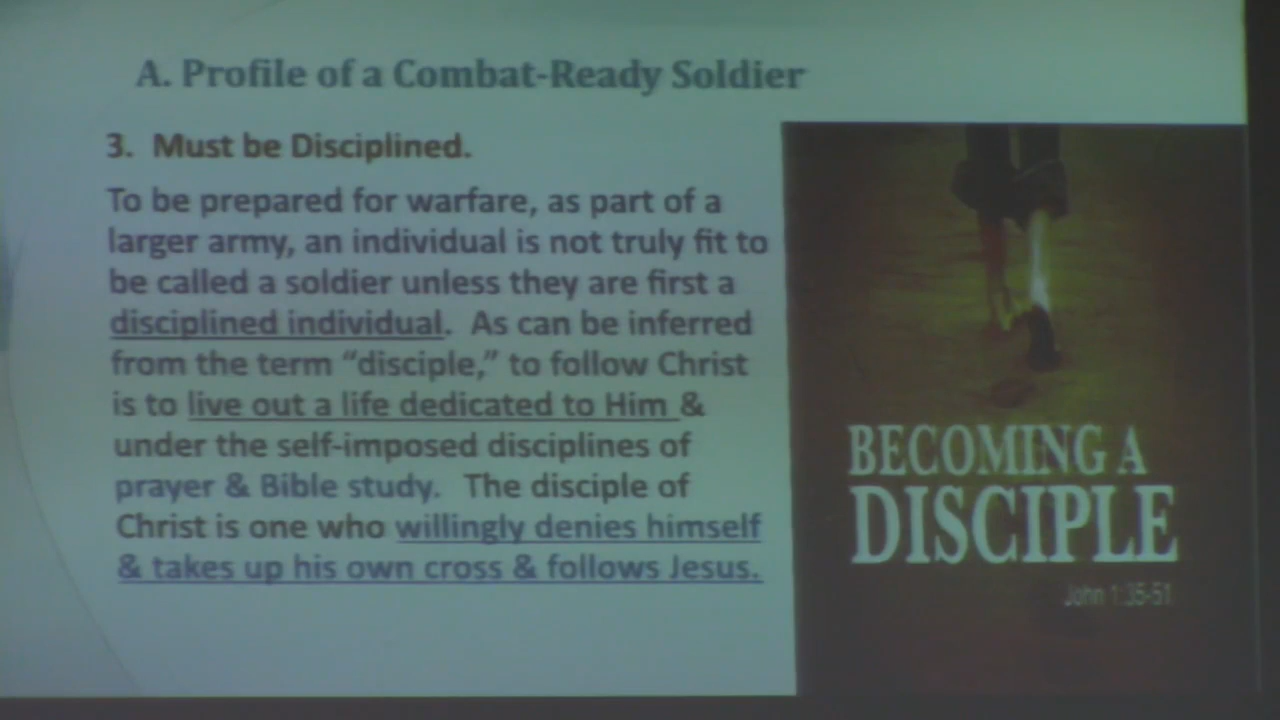 A. Profile of a Combat-Ready Soldier
3. Must be Disciplined.
To be prepared for warfare, as part of a
larger army, an individual is not truly fit to
be called a soldier unless they are first a
disciplined individual. As can be inferred
from the term “disciple,” to follow Christ
is to live out a life dedicated to Him &
under the self-imposed disciplines of
prayer & Bible study. The disciple of
Christ is one who willingly denies himself
& takes up his own cross & follows Jesus.
BECOMING A
DISCIPLE
John 1:35-51